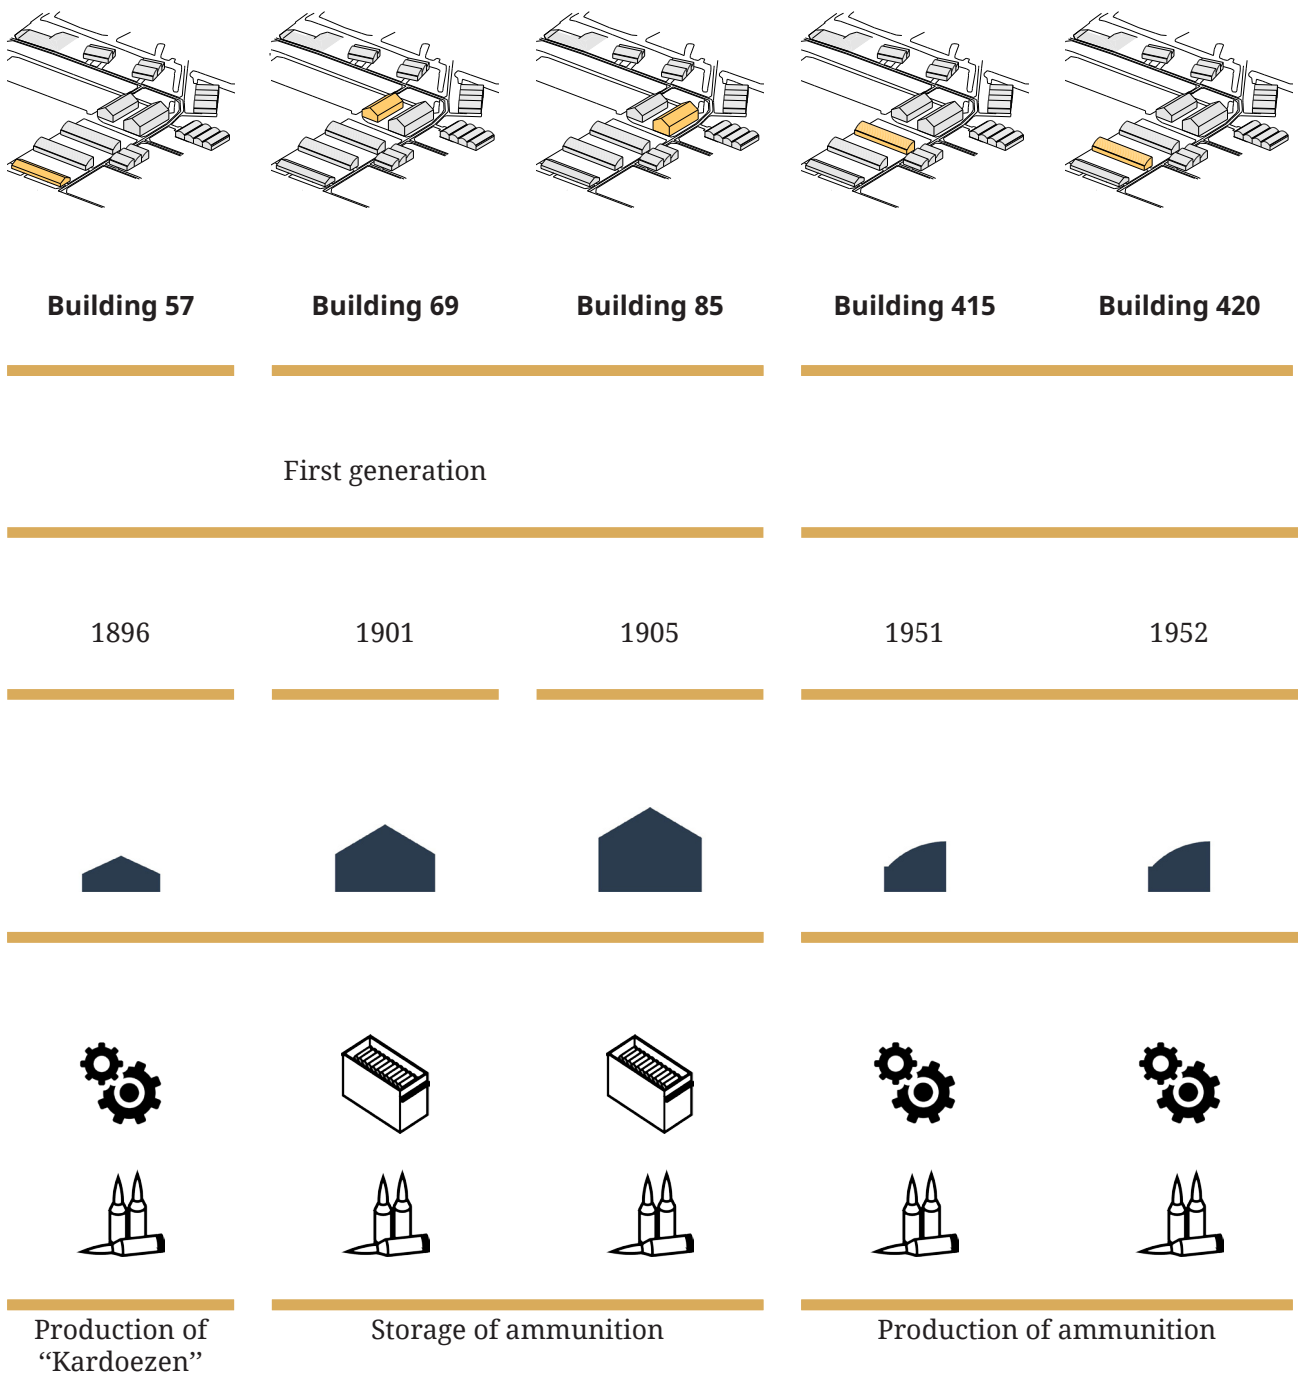 Building 57
Building 69
Building 85
Building 415
Building 420
First generation
1896
1901
1905
1951
1952
Production of
“Kardoezen”
Storage of ammunition
Production of ammunition